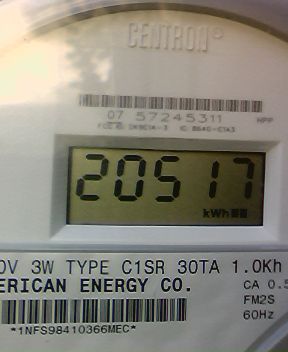 CENTRON®
07 57245311 HPP
20517
kWh
0V 3W TYPE C1SR 30TA 1.0Kh
ERICAN ENERGY CO. CA 0.5
FM2S
60Hz
*1NFS98410366MEC*